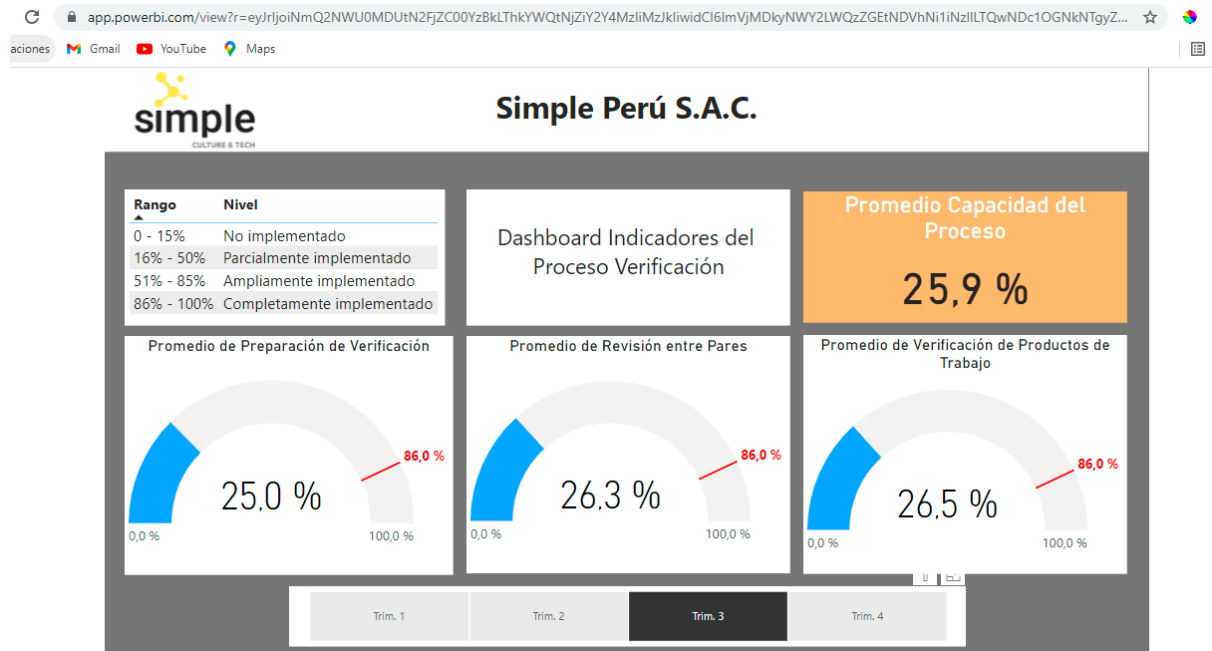 app.powerbi.com/view?r=eyJrIjoiNmQ2NWU0MDUtN2FjZC00YzBkLThkYWQtNjZiY2Y4MzliMzJkIiwidCI6ImVjMDkyNWY2LWQzZGEtNDVhNi1iNzllLTQwNDc1OGNkNTgyZ...
aciones Gmail YouTube Maps
simple
CULTURE & TECH
Simple Perú S.A.C.
Rango Nivel
0 - 15% No implementado
16% - 50% Parcialmente implementado
51% - 85% Ampliamente implementado
86% - 100% Completamente implementado
Dashboard Indicadores del
Proceso Verificación
Promedio Capacidad del
Proceso
25,9 %
Promedio de Preparación de Verificación
86,0 %
25,0 %
0,0 % 100,0 %
Promedio de Revisión entre Pares
86,0 %
26,3 %
0,0 % 100,0 %
Promedio de Verificación de Productos de
Trabajo
86,0 %
26,5 %
0,0 % 100,0 %
Trim. 1 Trim. 2 Trim. 3 Trim. 4